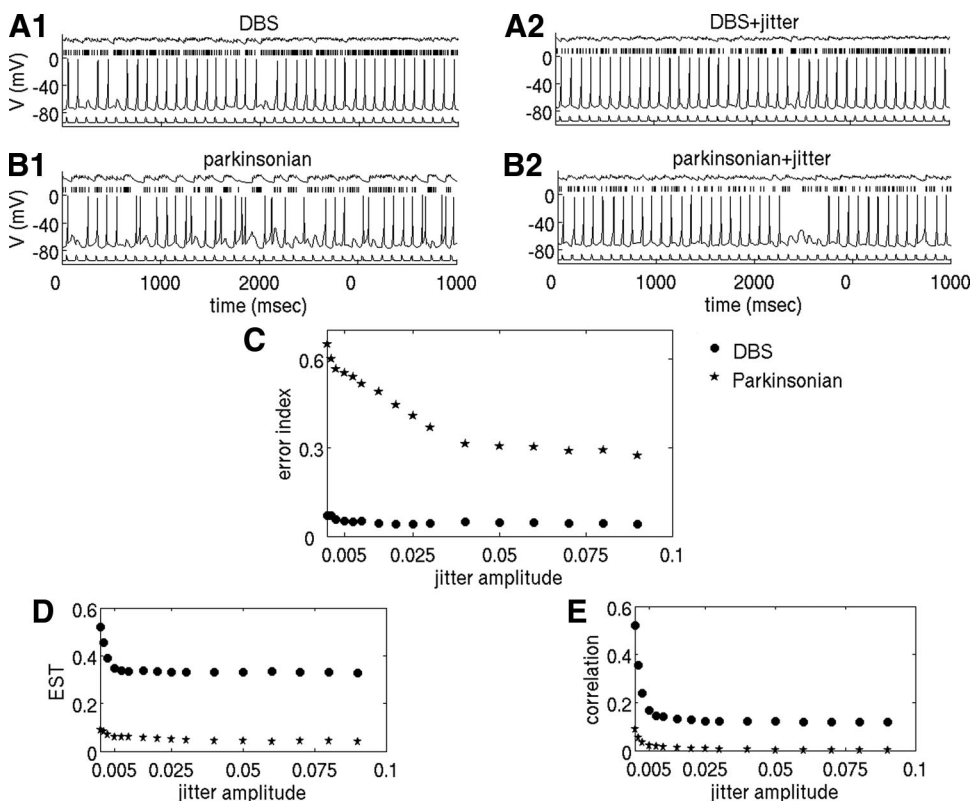 A1
DBS
A2
DBS+jitter
V (mV)
0
-40
-80
0
-40
-80
B1
parkinsonian
B2
parkinsonian+jitter
V (mV)
0
-40
-80
0
-40
-80
1000
2000
0
1000
time (msec)
1000
2000
0
1000
time (msec)
C
error index
0.6
0.3
0
0.005
0.025
0.05
0.075
0.1
jitter amplitude
DBS
Parkinsonian
D
EST
0.6
0.4
0.2
0
0.005
0.025
0.05
0.075
0.1
jitter amplitude
E
correlation
0.6
0.4
0.2
0
0.005
0.025
0.05
0.075
0.1
jitter amplitude